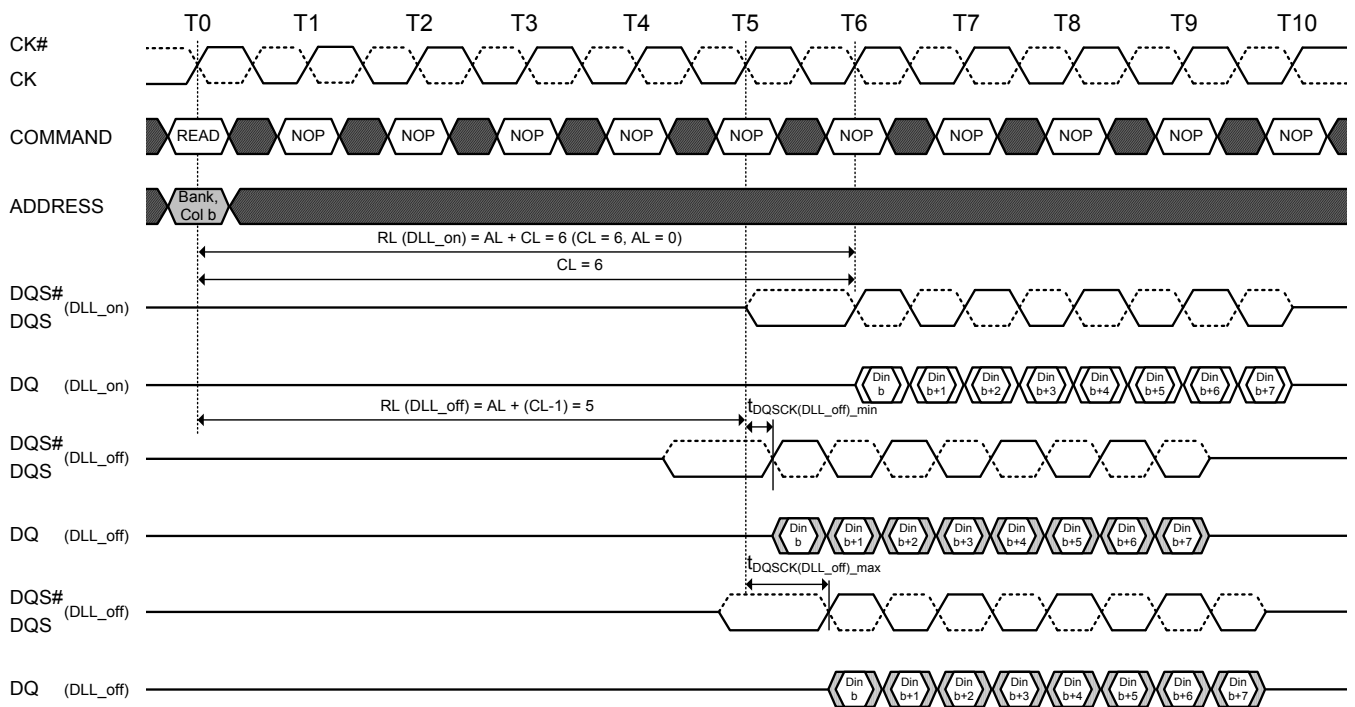 T0 T1 T2 T3 T4 T5 T6 T7 T8 T9 T10
CK#
CK
COMMAND READ NOP NOP NOP NOP NOP NOP NOP NOP NOP NOP
ADDRESS Bank, Col b
RL (DLL_on) = AL + CL = 6 (CL = 6, AL = 0)
CL = 6
DQS# (DLL_on)
DQS
DQ (DLL_on) Din b Din b+1 Din b+2 Din b+3 Din b+4 Din b+5 Din b+6 Din b+7
RL (DLL_off) = AL + (CL-1) = 5
tDQSCK(DLL_off)_min
DQS# (DLL_off)
DQS
DQ (DLL_off) Din b Din b+1 Din b+2 Din b+3 Din b+4 Din b+5 Din b+6 Din b+7
tDQSCK(DLL_off)_max
DQS# (DLL_off)
DQS
DQ (DLL_off) Din b Din b+1 Din b+2 Din b+3 Din b+4 Din b+5 Din b+6 Din b+7